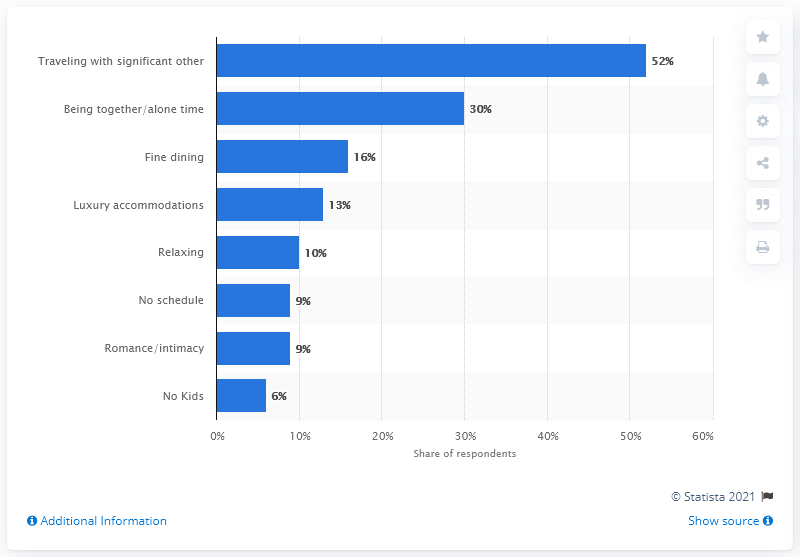 Traveling with significant other 52%
Being together/alone time 30%
Fine dining 16%
Luxury accommodations 13%
Relaxing 10%
No schedule 9%
Romance/intimacy 9%
No Kids 6%
0% 10% 20% 30% 40% 50% 60%
Share of respondents
© Statista 2021
Additional Information Show source